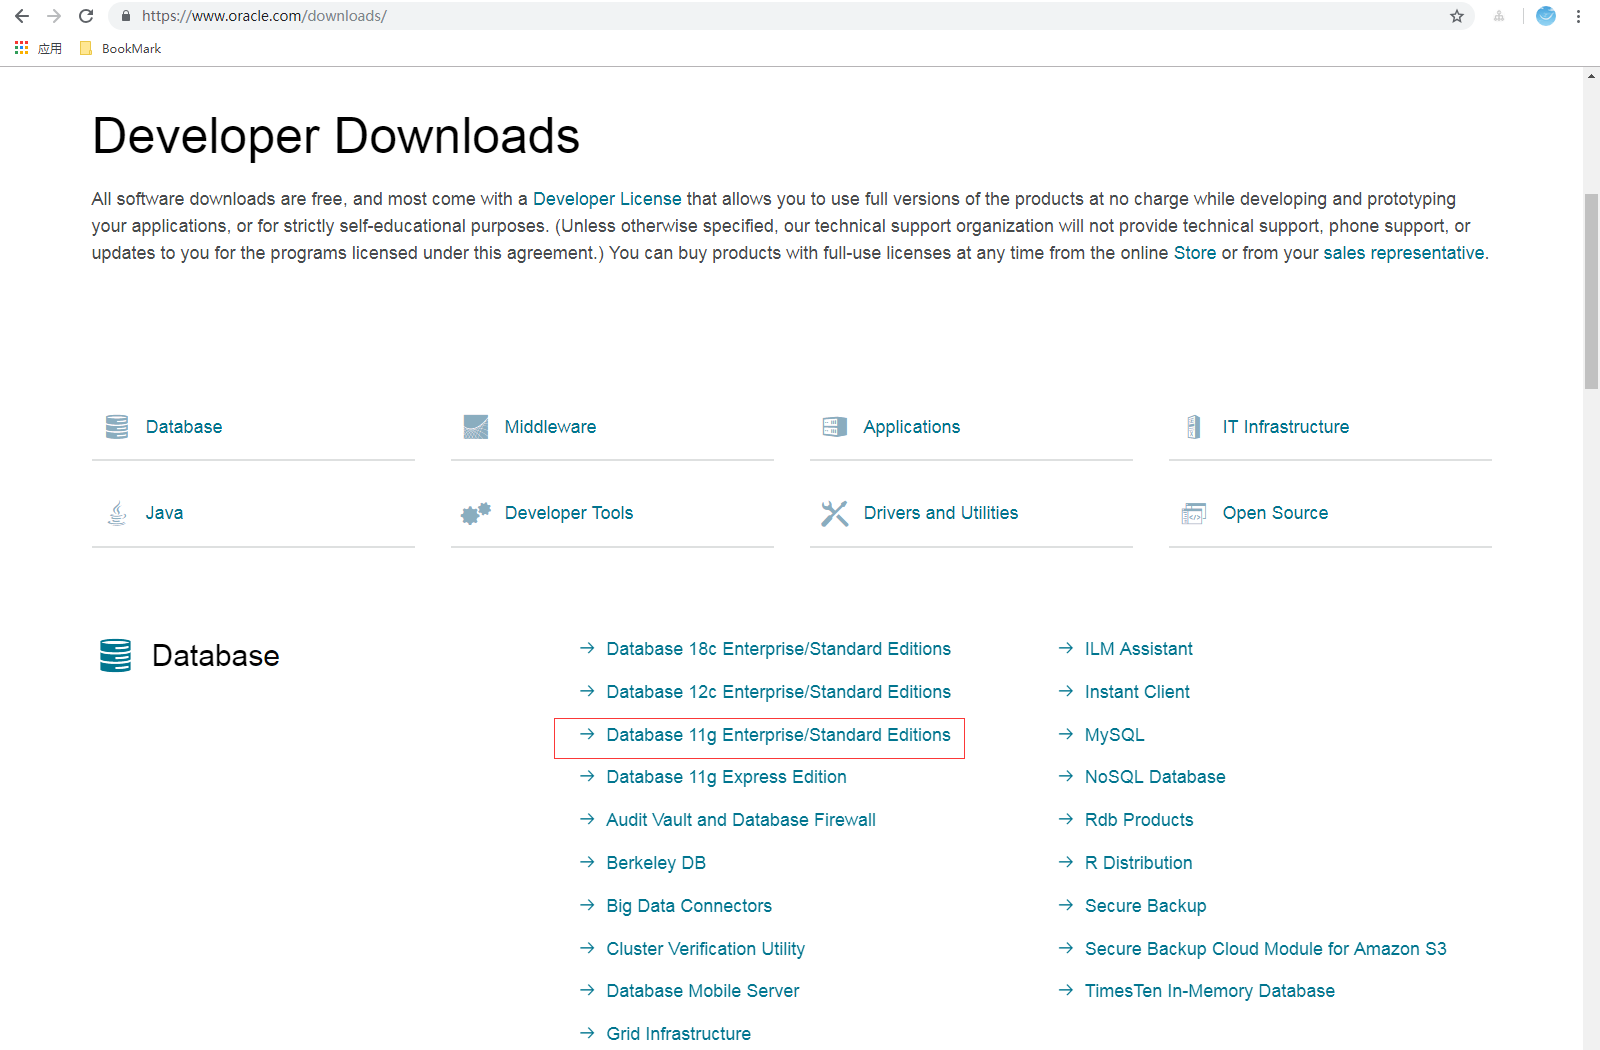 https://www.oracle.com/downloads/
应用 BookMark
Developer Downloads
All software downloads are free, and most come with a Developer License that allows you to use full versions of the products at no charge while developing and prototyping
your applications, or for strictly self-educational purposes. (Unless otherwise specified, our technical support organization will not provide technical support, phone support, or
updates to you for the programs licensed under this agreement.) You can buy products with full-use licenses at any time from the online Store or from your sales representative.
Database Middleware Applications IT Infrastructure
Java Developer Tools Drivers and Utilities Open Source
Database
→ Database 18c Enterprise/Standard Editions
→ Database 12c Enterprise/Standard Editions
→ Database 11g Enterprise/Standard Editions
→ Database 11g Express Edition
→ Audit Vault and Database Firewall
→ Berkeley DB
→ Big Data Connectors
→ Cluster Verification Utility
→ Database Mobile Server
→ Grid Infrastructure
→ ILM Assistant
→ Instant Client
→ MySQL
→ NoSQL Database
→ Rdb Products
→ R Distribution
→ Secure Backup
→ Secure Backup Cloud Module for Amazon S3
→ TimesTen In-Memory Database